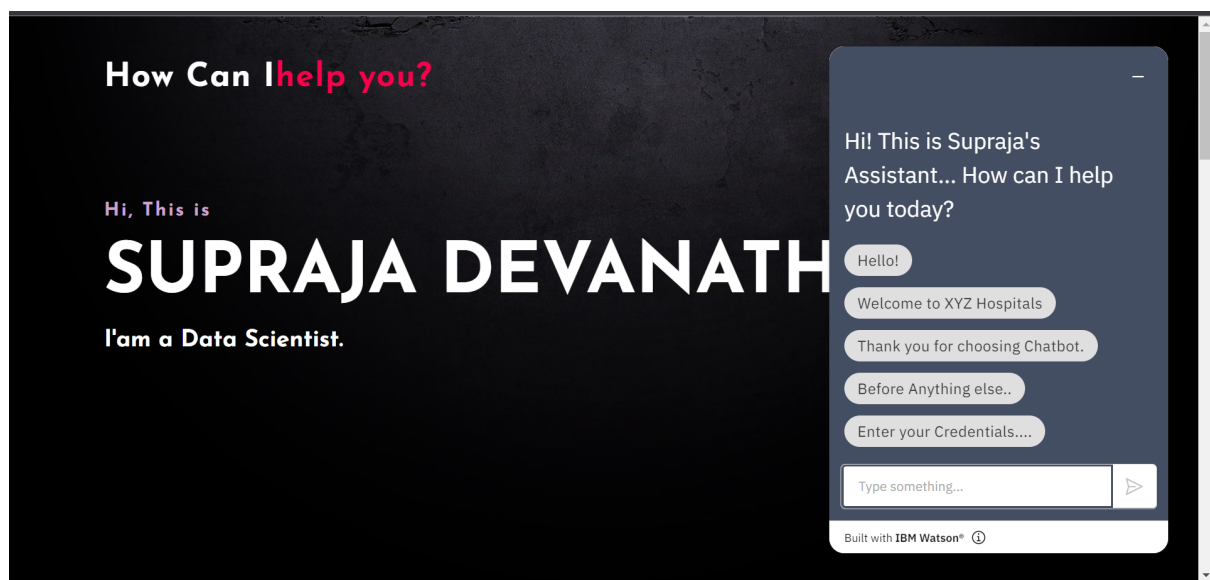 How Can Ihelp you?
Hi, This is
SUPRAJA DEVANATH
I'am a Data Scientist.
Hi! This is Supraja's
Assistant... How can I help
you today?
Hello!
Welcome to XYZ Hospitals
Thank you for choosing Chatbot.
Before Anything else..
Enter your Credentials....
Type something...
Built with IBM Watson®